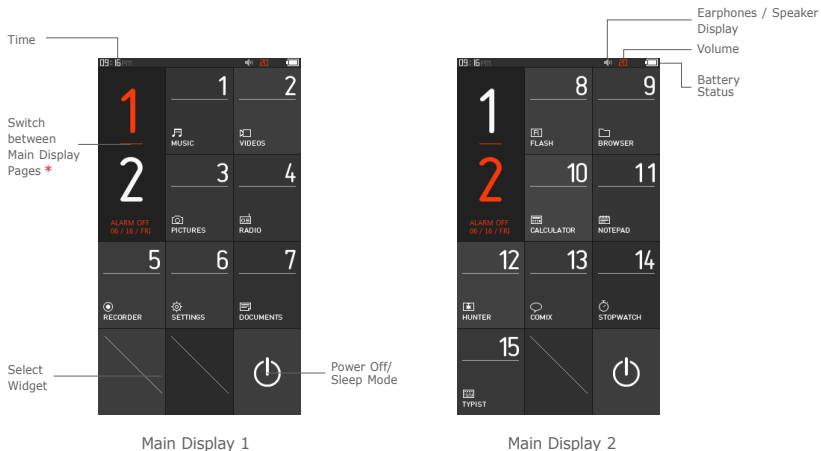 Earphones / Speaker
Display
Time
Volume
09:16PM
20
09:16PM
20
Battery
Status
1
2
ALARM OFF
06 / 16 / FRI
1
MUSIC
2
VIDEOS
Switch
between
Main Display
Pages *
3
PICTURES
4
RADIO
5
RECORDER
6
SETTINGS
7
DOCUMENTS
Select
Widget
Power Off/
Sleep Mode
1
2
ALARM OFF
06 / 16 / FRI
8
FLASH
9
BROWSER
10
CALCULATOR
11
NOTEPAD
12
HUNTER
13
COMIX
14
STOPWATCH
15
TYPIST
Main Display 1
Main Display 2